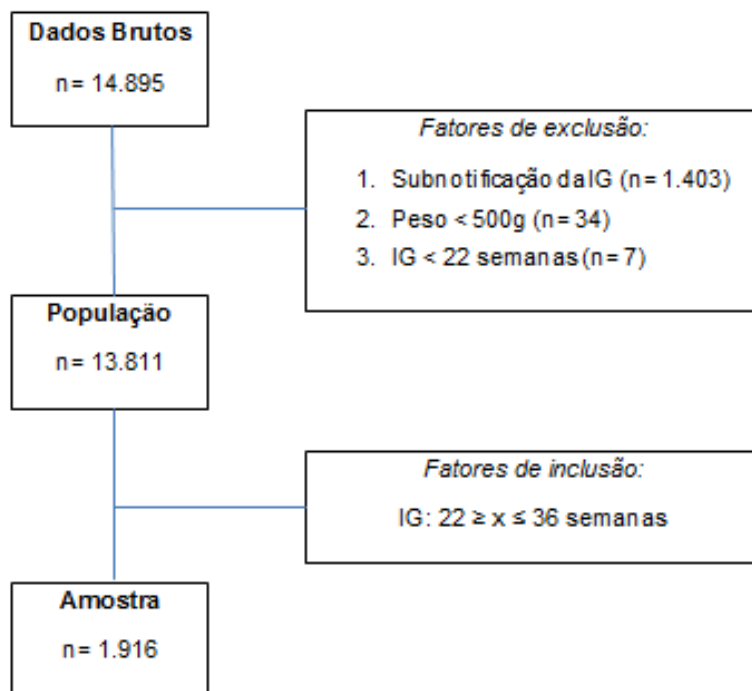 Dados Brutos
n= 14.895
Fatores de exclusão:
1. Subnotificação da IG (n= 1.403)
2. Peso < 500g (n= 34)
3. IG < 22 semanas (n= 7)
População
n= 13.811
Fatores de inclusão:
IG: 22 ≥ x ≤ 36 semanas
Amostra
n= 1.916